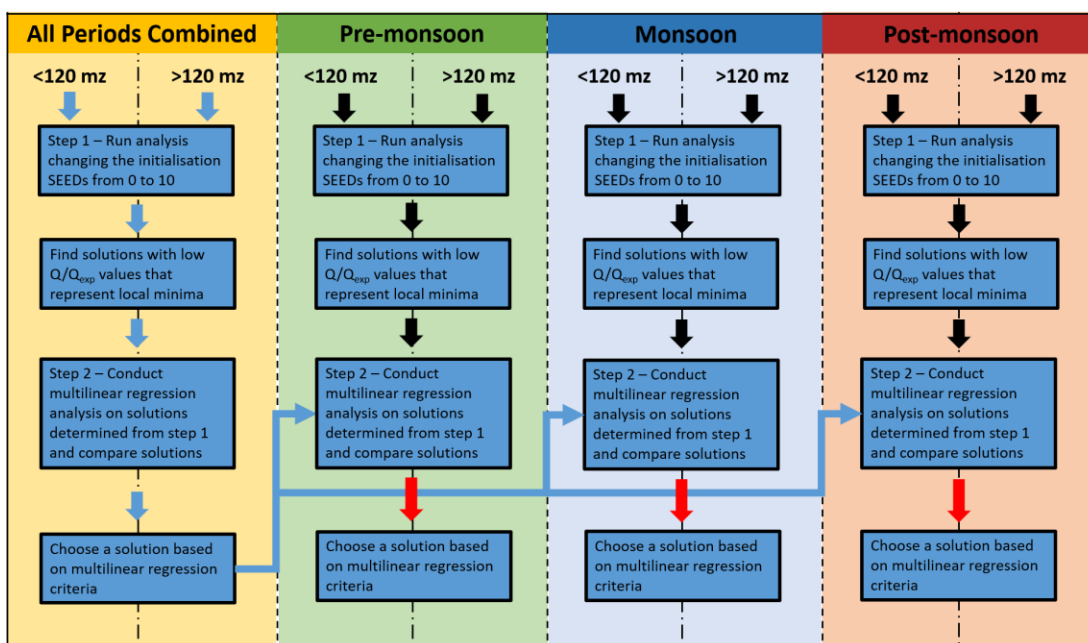 All Periods Combined
<120 mz >120 mz
Step 1 – Run analysis
changing the initialisation
SEEDs from 0 to 10
Find solutions with low
Q/Qexp values that
represent local minima
Step 2 – Conduct
multilinear regression
analysis on solutions
determined from step 1
and compare solutions
Choose a solution based
on multilinear regression
criteria
Pre-monsoon
<120 mz >120 mz
Step 1 – Run analysis
changing the initialisation
SEEDs from 0 to 10
Find solutions with low
Q/Qexp values that
represent local minima
Step 2 – Conduct
multilinear regression
analysis on solutions
determined from step 1
and compare solutions
Choose a solution based
on multilinear regression
criteria
Monsoon
<120 mz >120 mz
Step 1 – Run analysis
changing the initialisation
SEEDs from 0 to 10
Find solutions with low
Q/Qexp values that
represent local minima
Step 2 – Conduct
multilinear regression
analysis on solutions
determined from step 1
and compare solutions
Choose a solution based
on multilinear regression
criteria
Post-monsoon
<120 mz >120 mz
Step 1 – Run analysis
changing the initialisation
SEEDs from 0 to 10
Find solutions with low
Q/Qexp values that
represent local minima
Step 2 – Conduct
multilinear regression
analysis on solutions
determined from step 1
and compare solutions
Choose a solution based
on multilinear regression
criteria